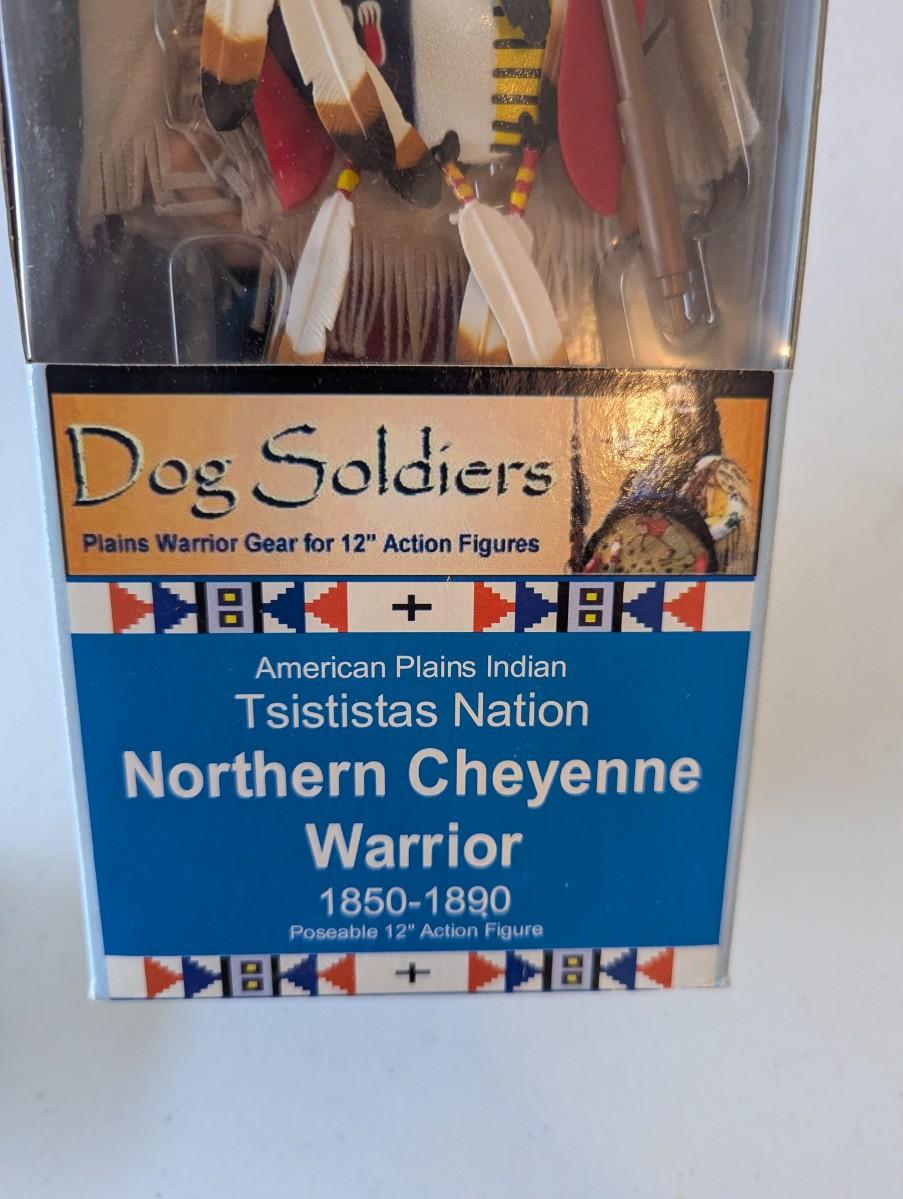 Dog Soldiers
Plains Warrior Gear for 12" Action Figures
American Plains Indian
Tsististas Nation
Northern Cheyenne
Warrior
1850-1890
Poseable 12" Action Figure